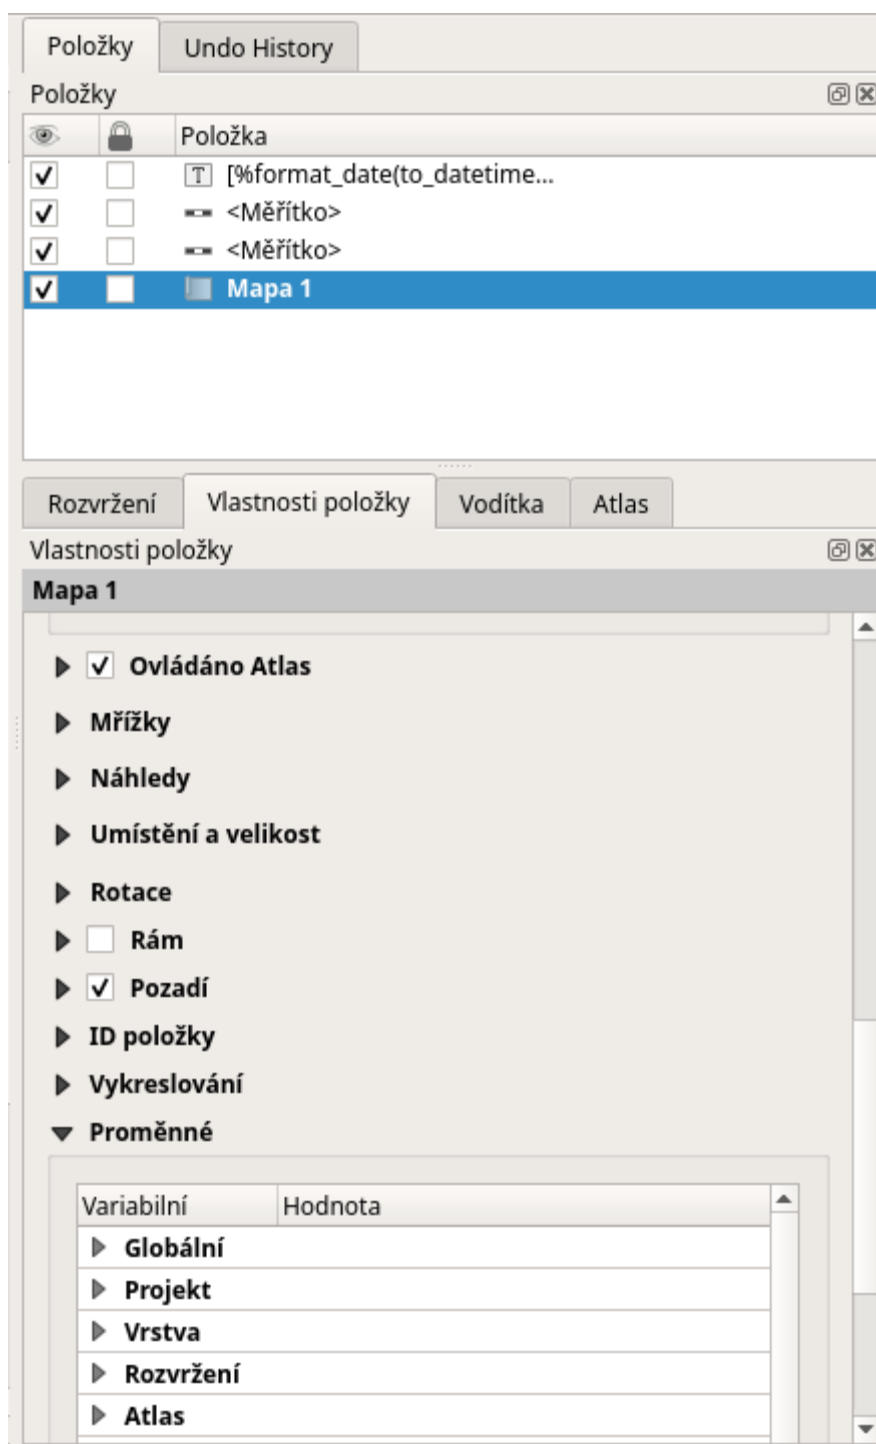 Položky Undo History
Položky
Položka
T [%format_date(to_datetime...
<Měřítko>
<Měřítko>
Mapa 1
Rozvržení Vlastnosti položky Vodítka Atlas
Vlastnosti položky
Mapa 1
Ovládáno Atlas
Mřížky
Náhledy
Umístění a velikost
Rotace
Rám
Pozadí
ID položky
Vykreslování
Proměnné
Variabilní Hodnota
Globální
Projekt
Vrstva
Rozvržení
Atlas